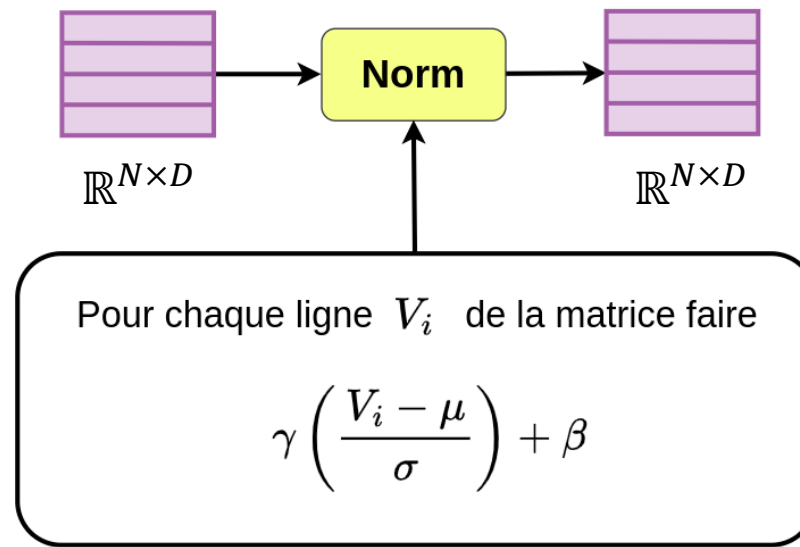 Norm
ℝ^{N×D}
ℝ^{N×D}
Pour chaque ligne V_i de la matrice faire
γ((V_i − μ)/σ) + β